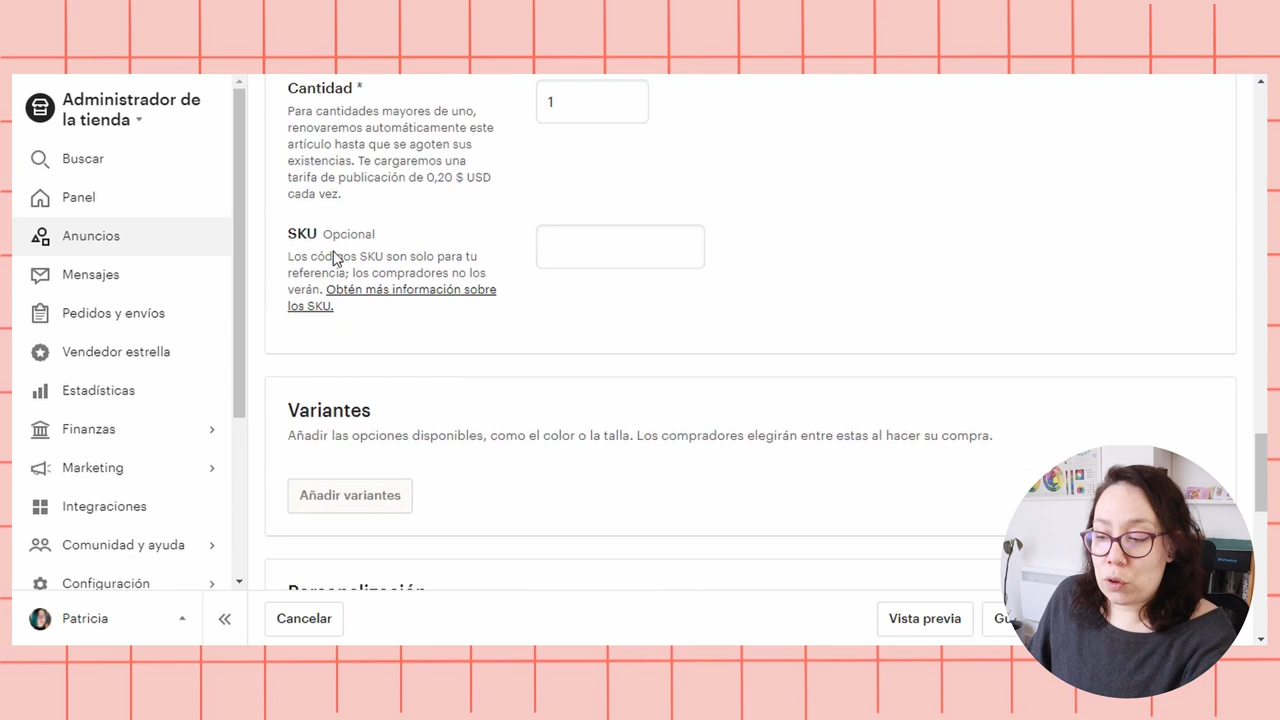 Administrador de
la tienda
Buscar
Panel
Anuncios
Mensajes
Pedidos y envíos
Vendedor estrella
Estadísticas
Finanzas
Marketing
Integraciones
Comunidad y ayuda
Configuración
Patricia
Cantidad *
Para cantidades mayores de uno,
renovaremos automáticamente este
artículo hasta que se agoten sus
existencias. Te cargaremos una
tarifa de publicación de 0,20 $ USD
cada vez.
1
SKU Opcional
Los códigos SKU son solo para tu
referencia; los compradores no los
verán. Obtén más información sobre
los SKU.
Variantes
Añadir las opciones disponibles, como el color o la talla. Los compradores elegirán entre estas al hacer su compra.
Añadir variantes
Personalización
Cancelar
Vista previa